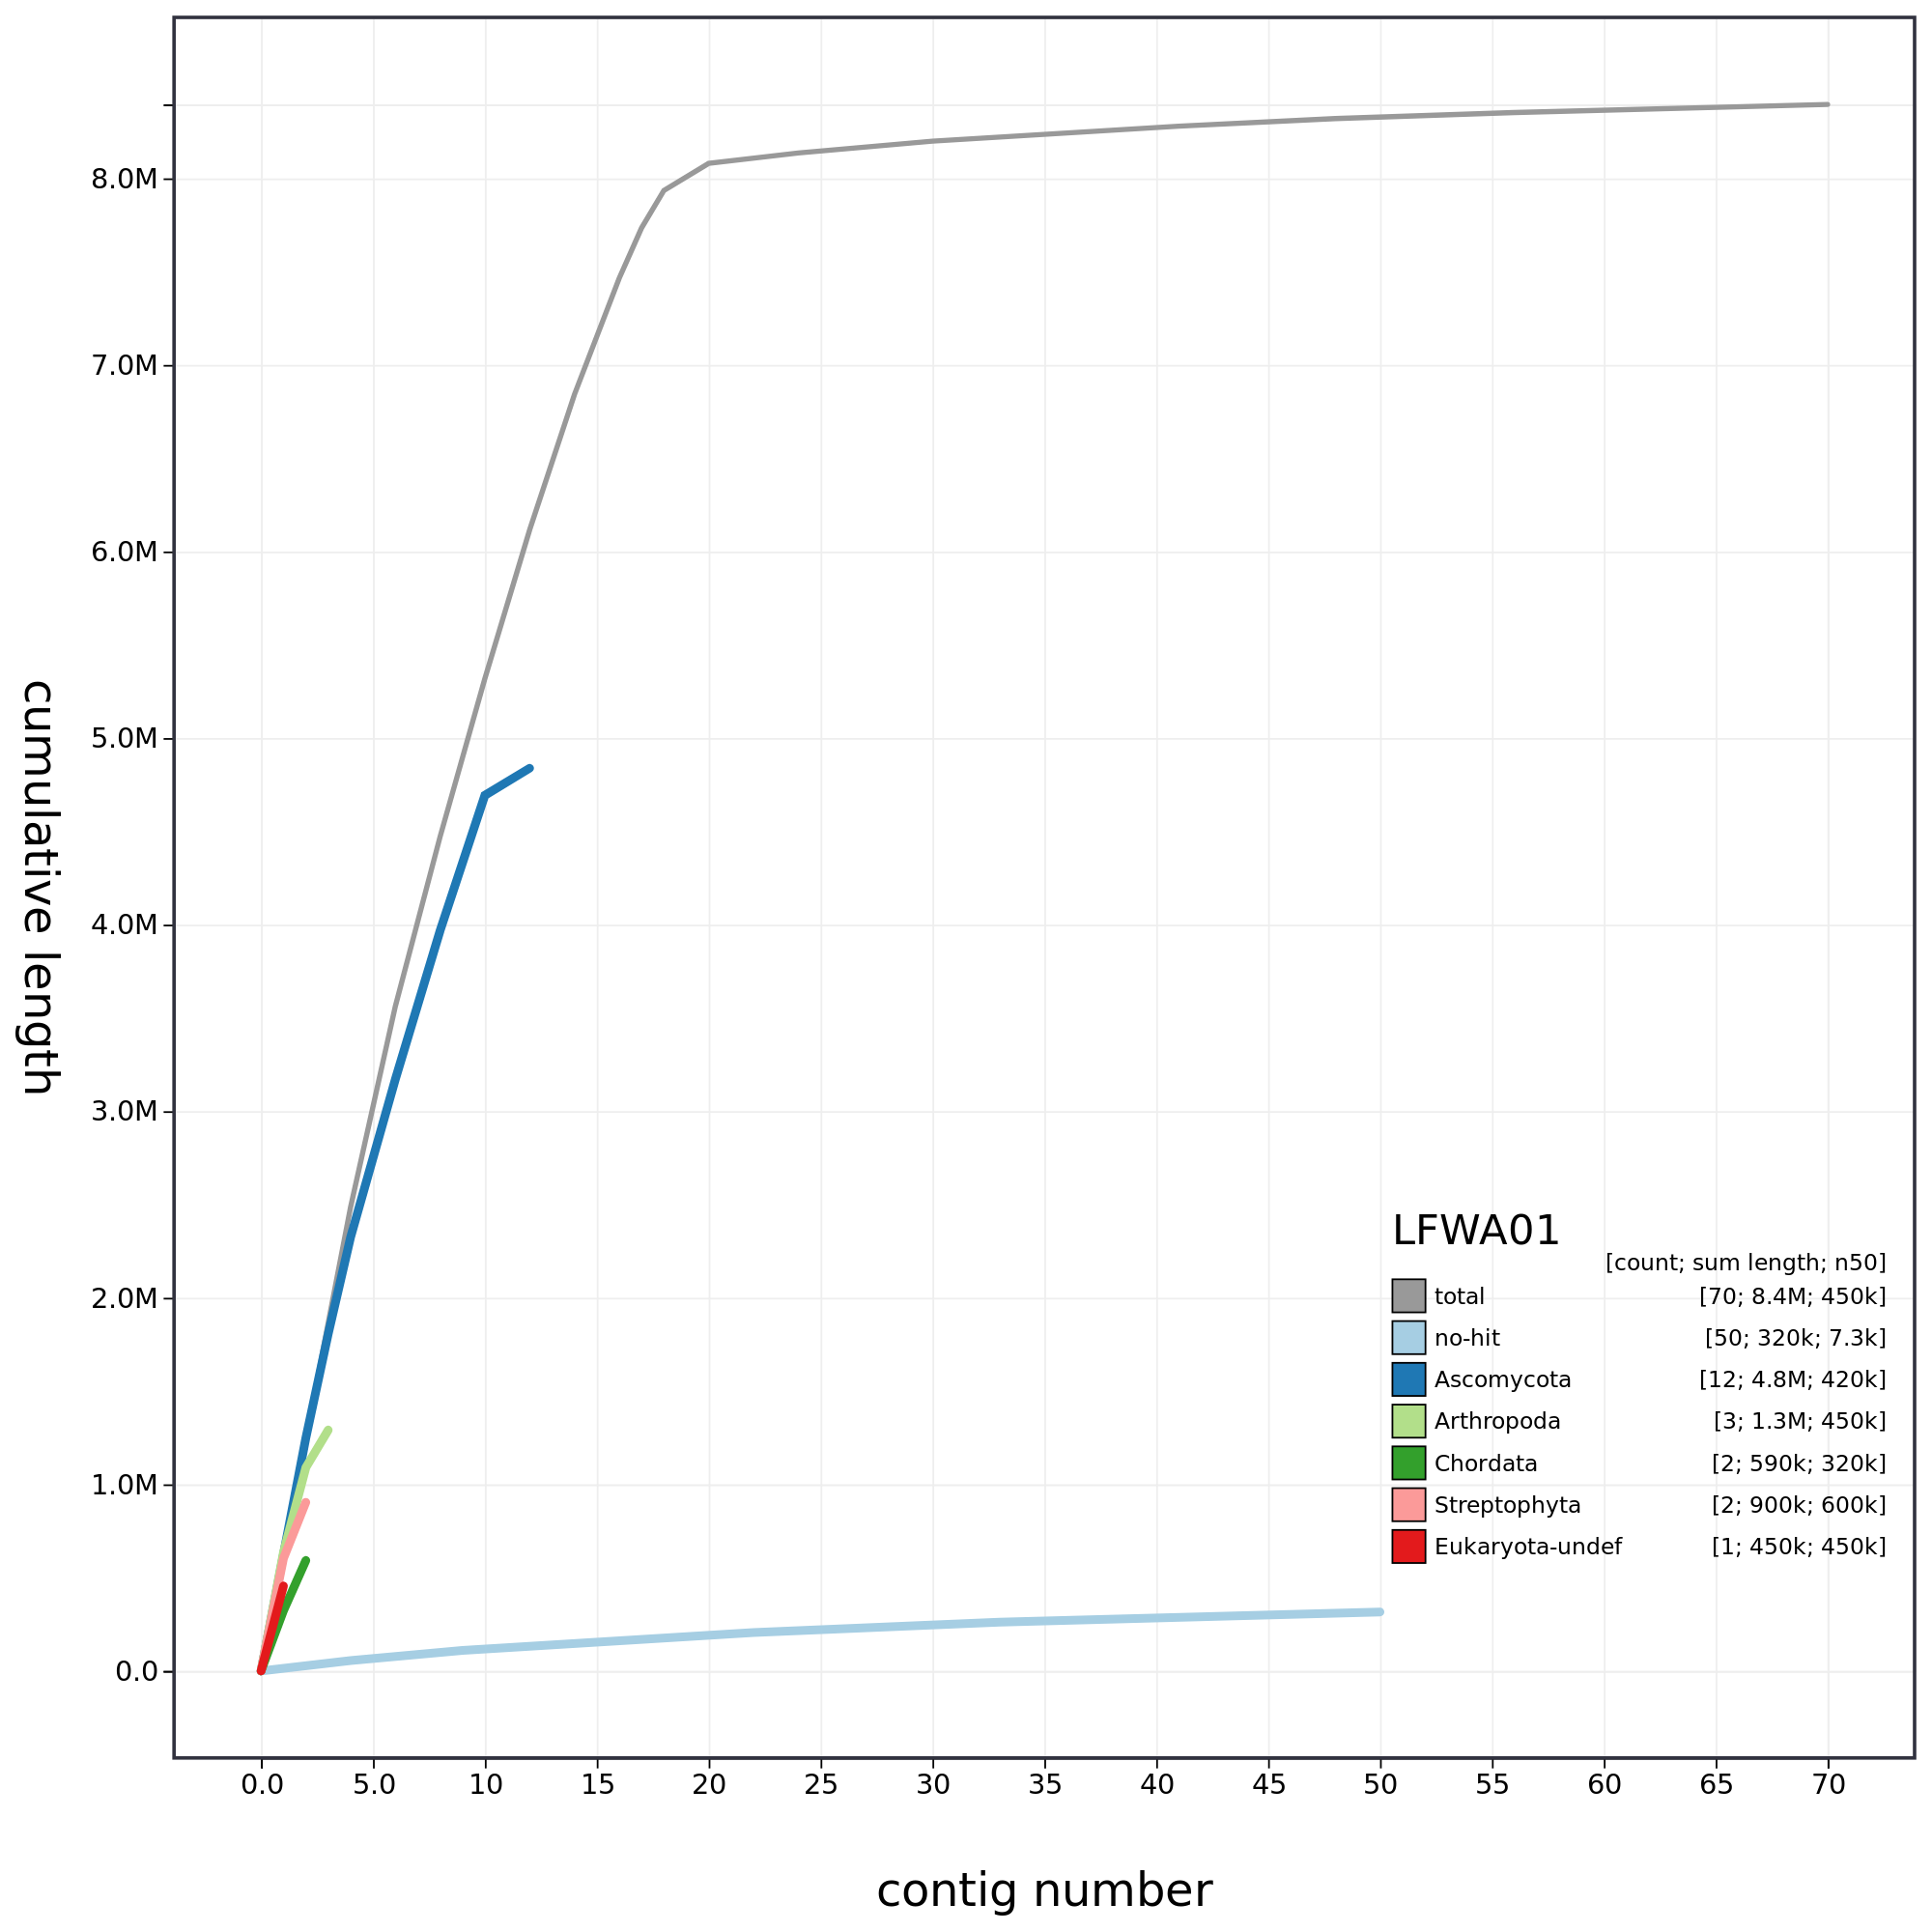 cumulative length
8.0M
7.0M
6.0M
5.0M
4.0M
3.0M
2.0M
1.0M
0.0
LFWA01
[count; sum length; n50]
total [70; 8.4M; 450k]
no-hit [50; 320k; 7.3k]
Ascomycota [12; 4.8M; 420k]
Arthropoda [3; 1.3M; 450k]
Chordata [2; 590k; 320k]
Streptophyta [2; 900k; 600k]
Eukaryota-undef [1; 450k; 450k]
0.0 5.0 10 15 20 25 30 35 40 45 50 55 60 65 70
contig number